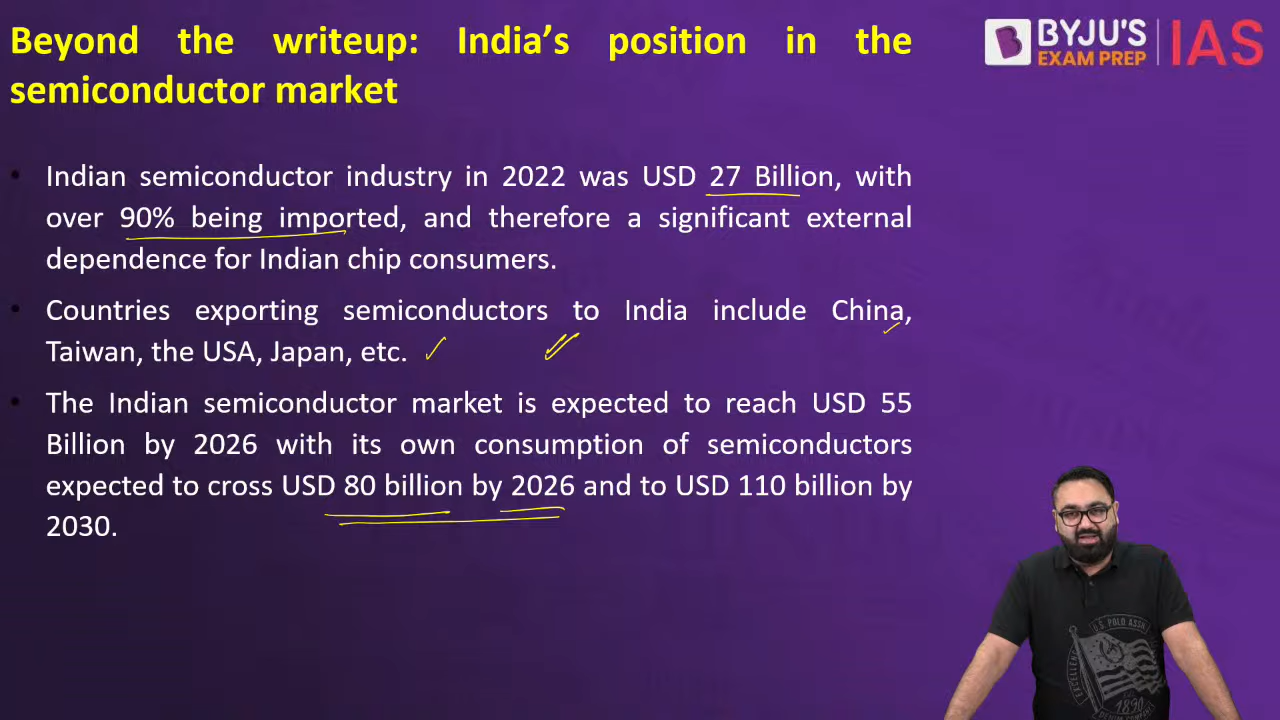 Beyond the writeup: India's position in the
semiconductor market
BYJU'S
EXAM PREP
IAS
Indian semiconductor industry in 2022 was USD 27 Billion, with
over 90% being imported, and therefore a significant external
dependence for Indian chip consumers.
Countries exporting semiconductors to India include China,
Taiwan, the USA, Japan, etc.
The Indian semiconductor market is expected to reach USD 55
Billion by 2026 with its own consumption of semiconductors
expected to cross USD 80 billion by 2026 and to USD 110 billion by
2030.
U.S. POLO ASSN.
1890